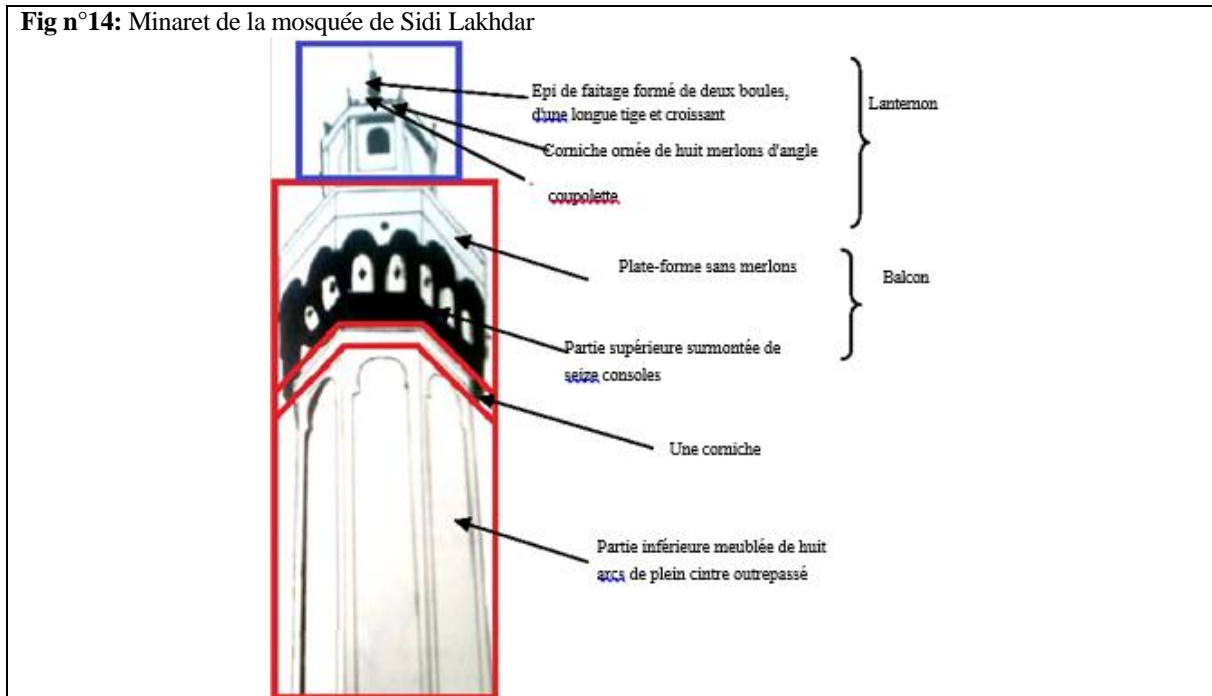 Fig n°14: Minaret de la mosquée de Sidi Lakhdar
Epi de faitage formé de deux boules,
d'une longue tige et croissant
Lanternon
Corniche ornée de huit merlons d'angle
coupolette
Plate-forme sans merlons
Balcon
Partie supérieure surmontée de
seize consoles
Une corniche
Partie inférieure meublée de huit
arcs de plein cintre outrepassé